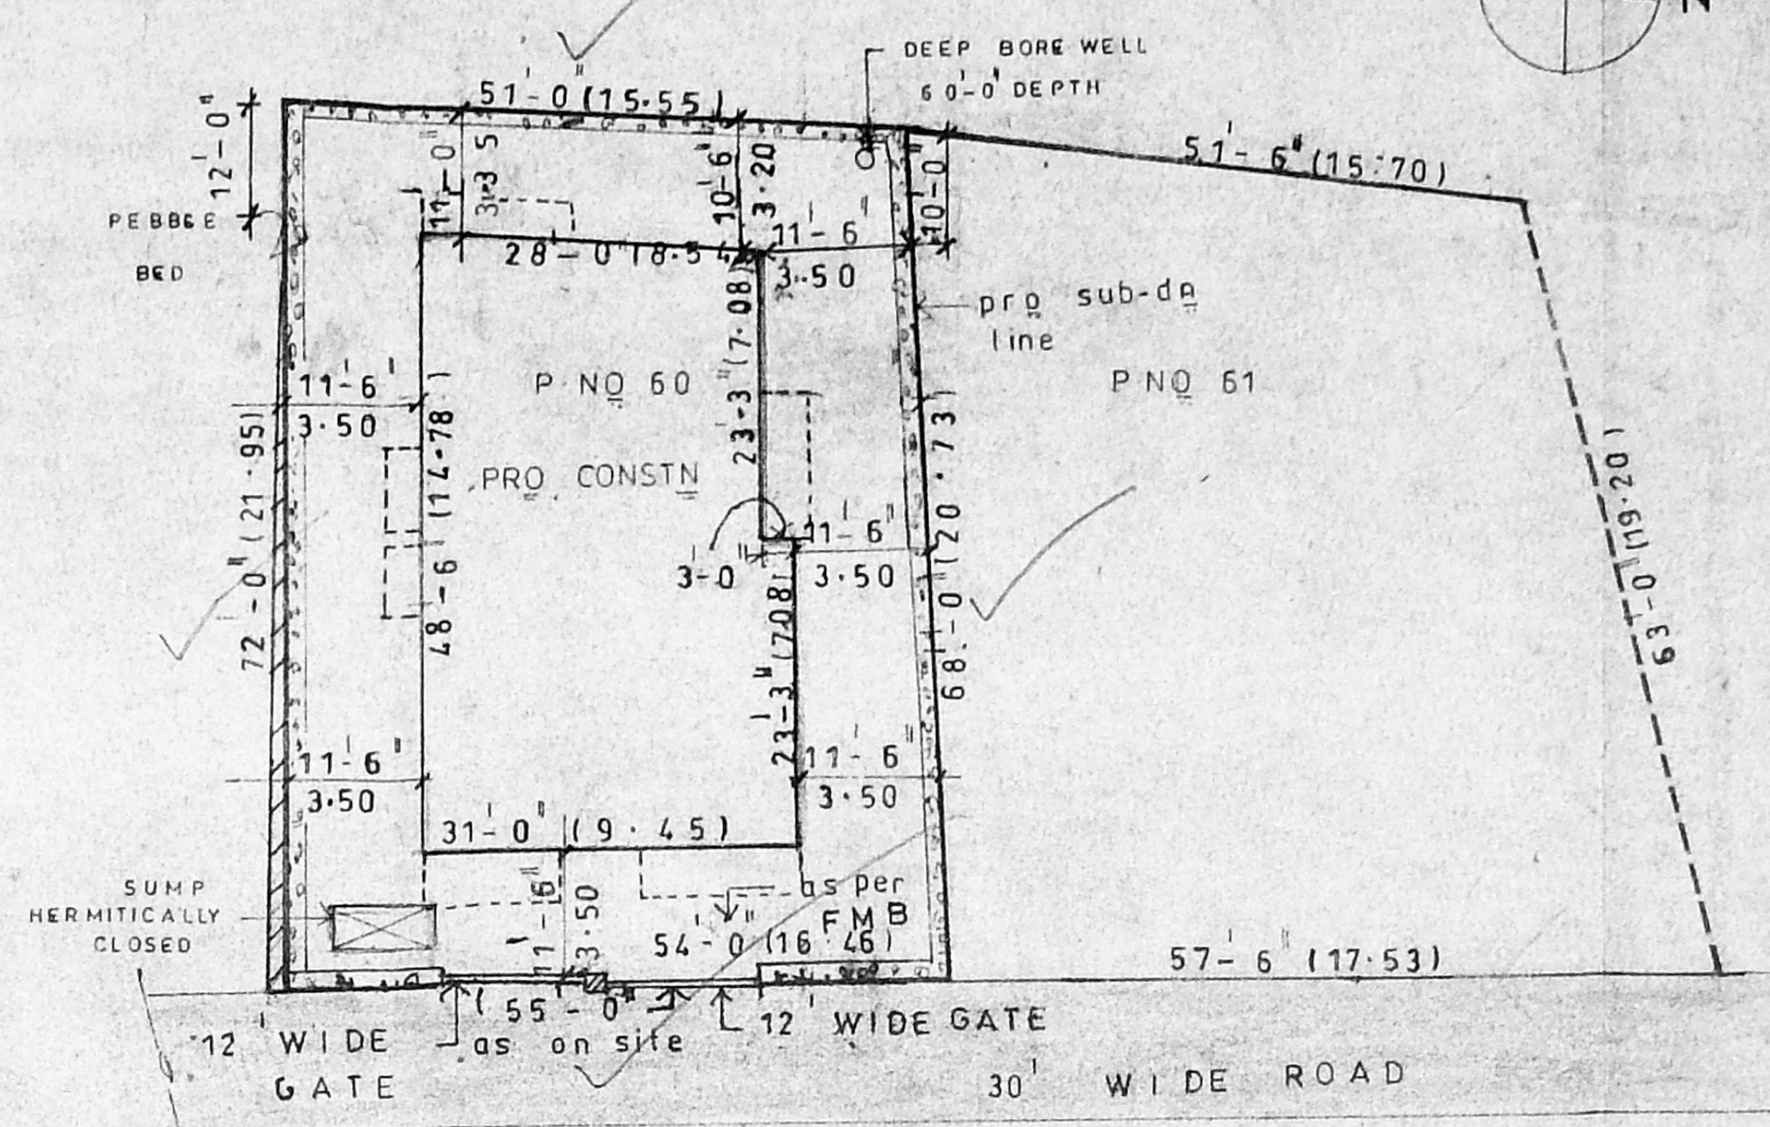 N
DEEP BORE WELL
60'-0" DEPTH
51'-0" (15.55)
12'-0"
11'-0"
3.35
10'-6"
3.20
10'-0"
51'-6" (15.70)
PEBBLE
BED
28'-0" (8.54)
11'-6"
3.50
pro sub-dn
line
P NO 60
P NO 61
11'-6"
3.50
23'-3" (7.08)
48'-6" (14.78)
PRO CONSTN
72'-0" (21.95)
68'-0" (20.73)
63'-0 (19.20)
3'-0"
11'-6"
3.50
23'-3" (7.08)
11'-6"
3.50
11'-6"
3.50
31'-0" (9.45)
SUMP
HERMITICALLY
CLOSED
11'-6"
3.50
as per
FMB
54'-0" (16.46)
57'-6" (17.53)
(55'-0")
as on site
12' WIDE
GATE
12' WIDE GATE
30' WIDE ROAD